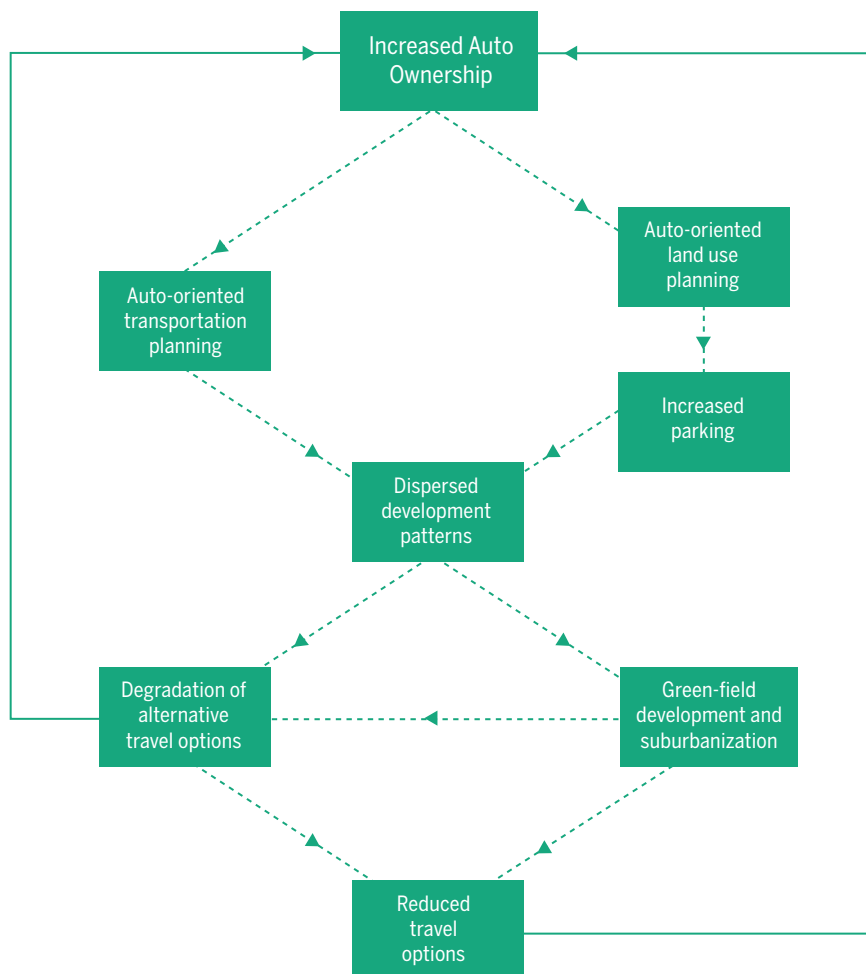 Increased Auto
Ownership
Auto-oriented
land use
planning
Auto-oriented
transportation
planning
Increased
parking
Dispersed
development
patterns
Degradation of
alternative
travel options
Green-field
development and
suburbanization
Reduced
travel
options